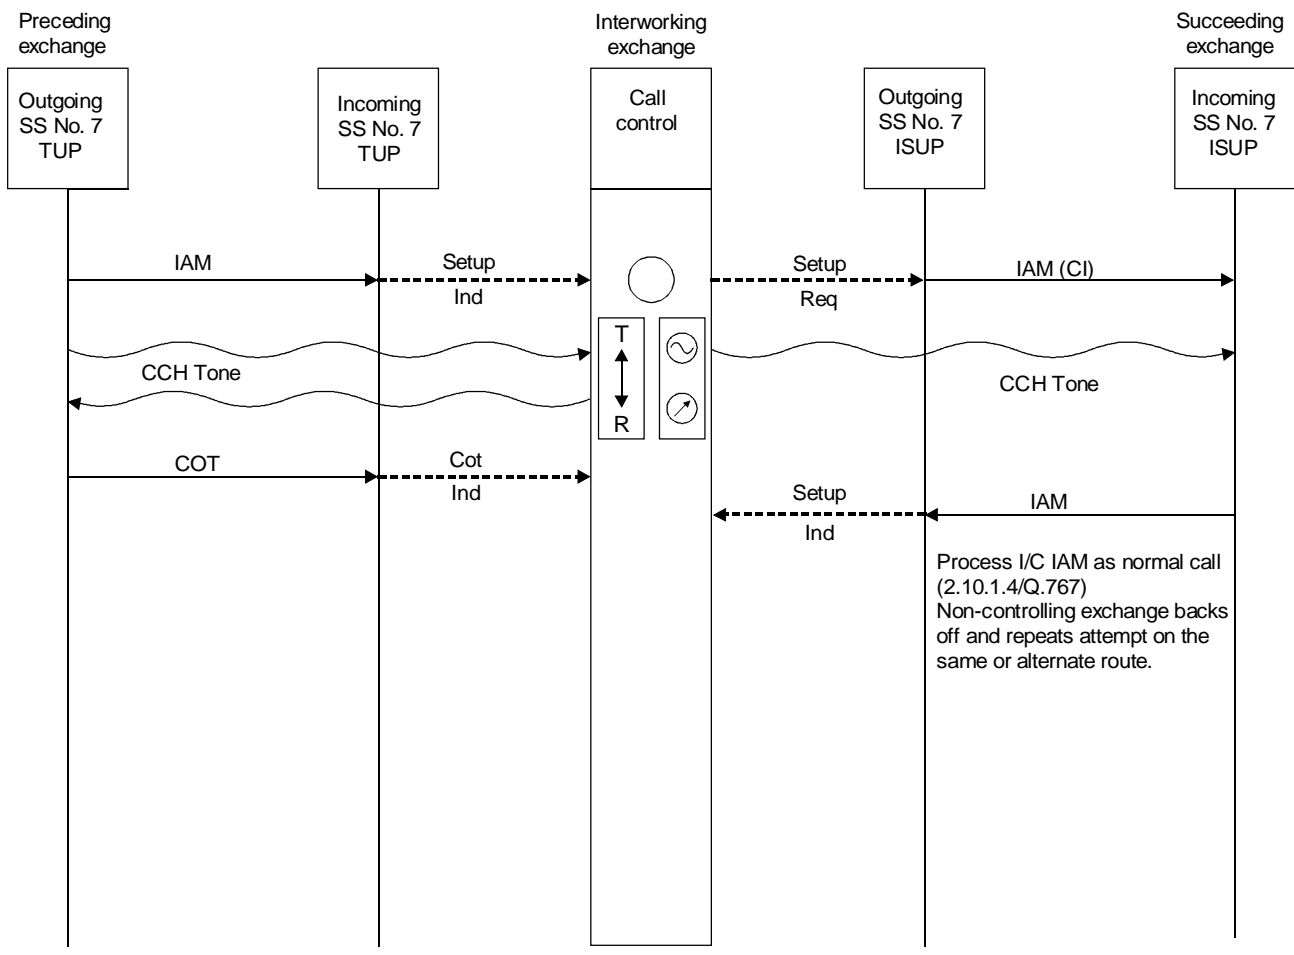 Preceding
exchange
Interworking
exchange
Succeeding
exchange
Outgoing
SS No. 7
TUP
Incoming
SS No. 7
TUP
Call
control
Outgoing
SS No. 7
ISUP
Incoming
SS No. 7
ISUP
IAM
Setup
Ind
Setup
Req
IAM (CI)
T
R
CCH Tone
CCH Tone
COT
Cot
Ind
Setup
Ind
IAM
Process I/C IAM as normal call
(2.10.1.4/Q.767)
Non-controlling exchange backs
off and repeats attempt on the
same or alternate route.